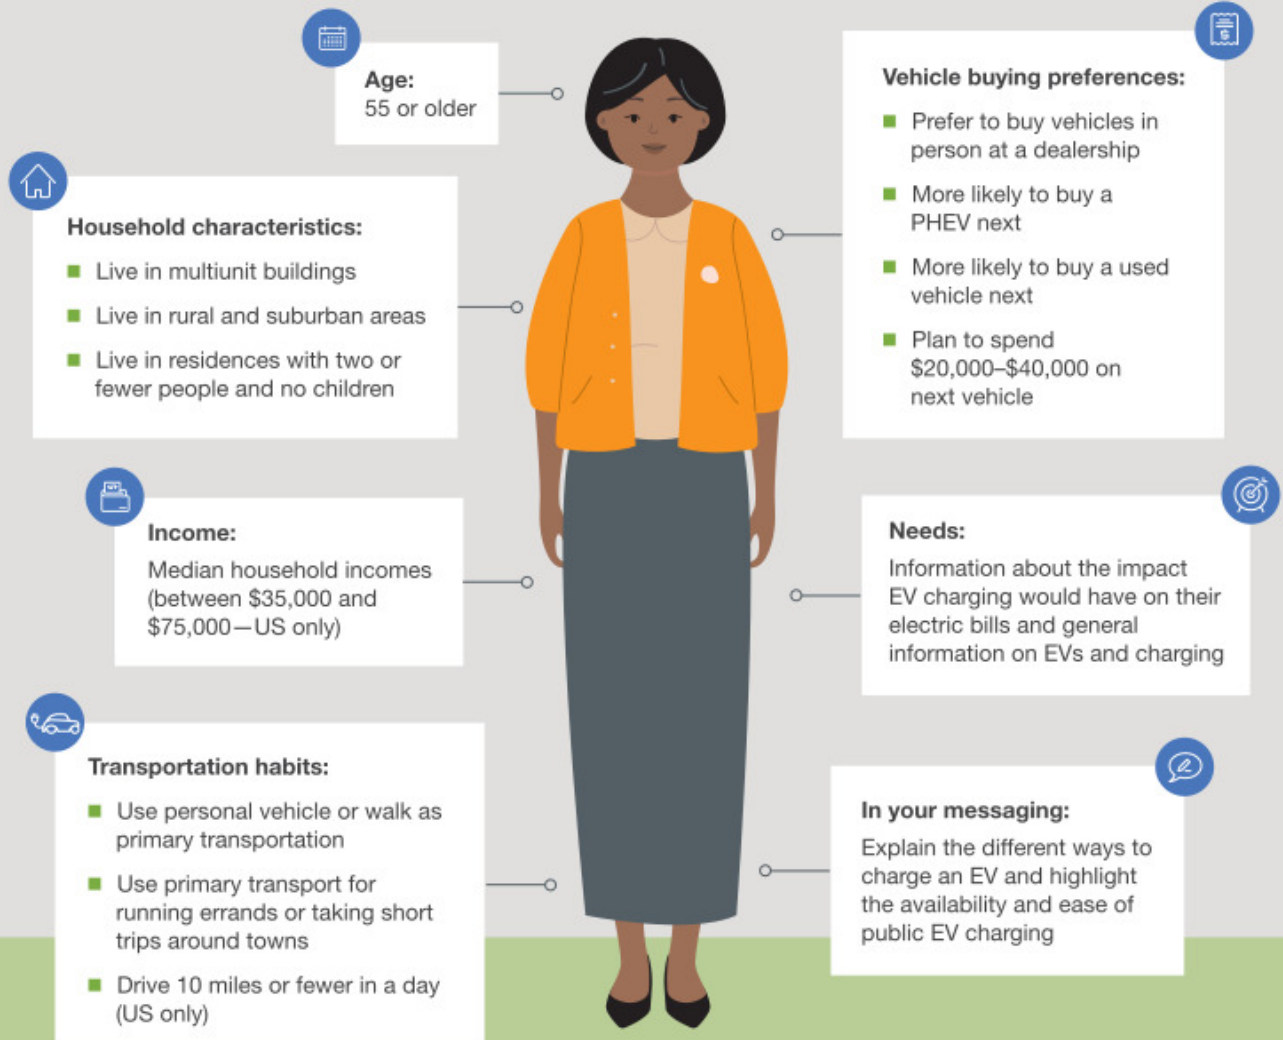 Age:
55 or older
Household characteristics:
Live in multiunit buildings
Live in rural and suburban areas
Live in residences with two or
fewer people and no children
Income:
Median household incomes
(between $35,000 and
$75,000—US only)
Transportation habits:
Use personal vehicle or walk as
primary transportation
Use primary transport for
running errands or taking short
trips around towns
Drive 10 miles or fewer in a day
(US only)
Vehicle buying preferences:
Prefer to buy vehicles in
person at a dealership
More likely to buy a
PHEV next
More likely to buy a used
vehicle next
Plan to spend
$20,000–$40,000 on
next vehicle
Needs:
Information about the impact
EV charging would have on their
electric bills and general
information on EVs and charging
In your messaging:
Explain the different ways to
charge an EV and highlight
the availability and ease of
public EV charging